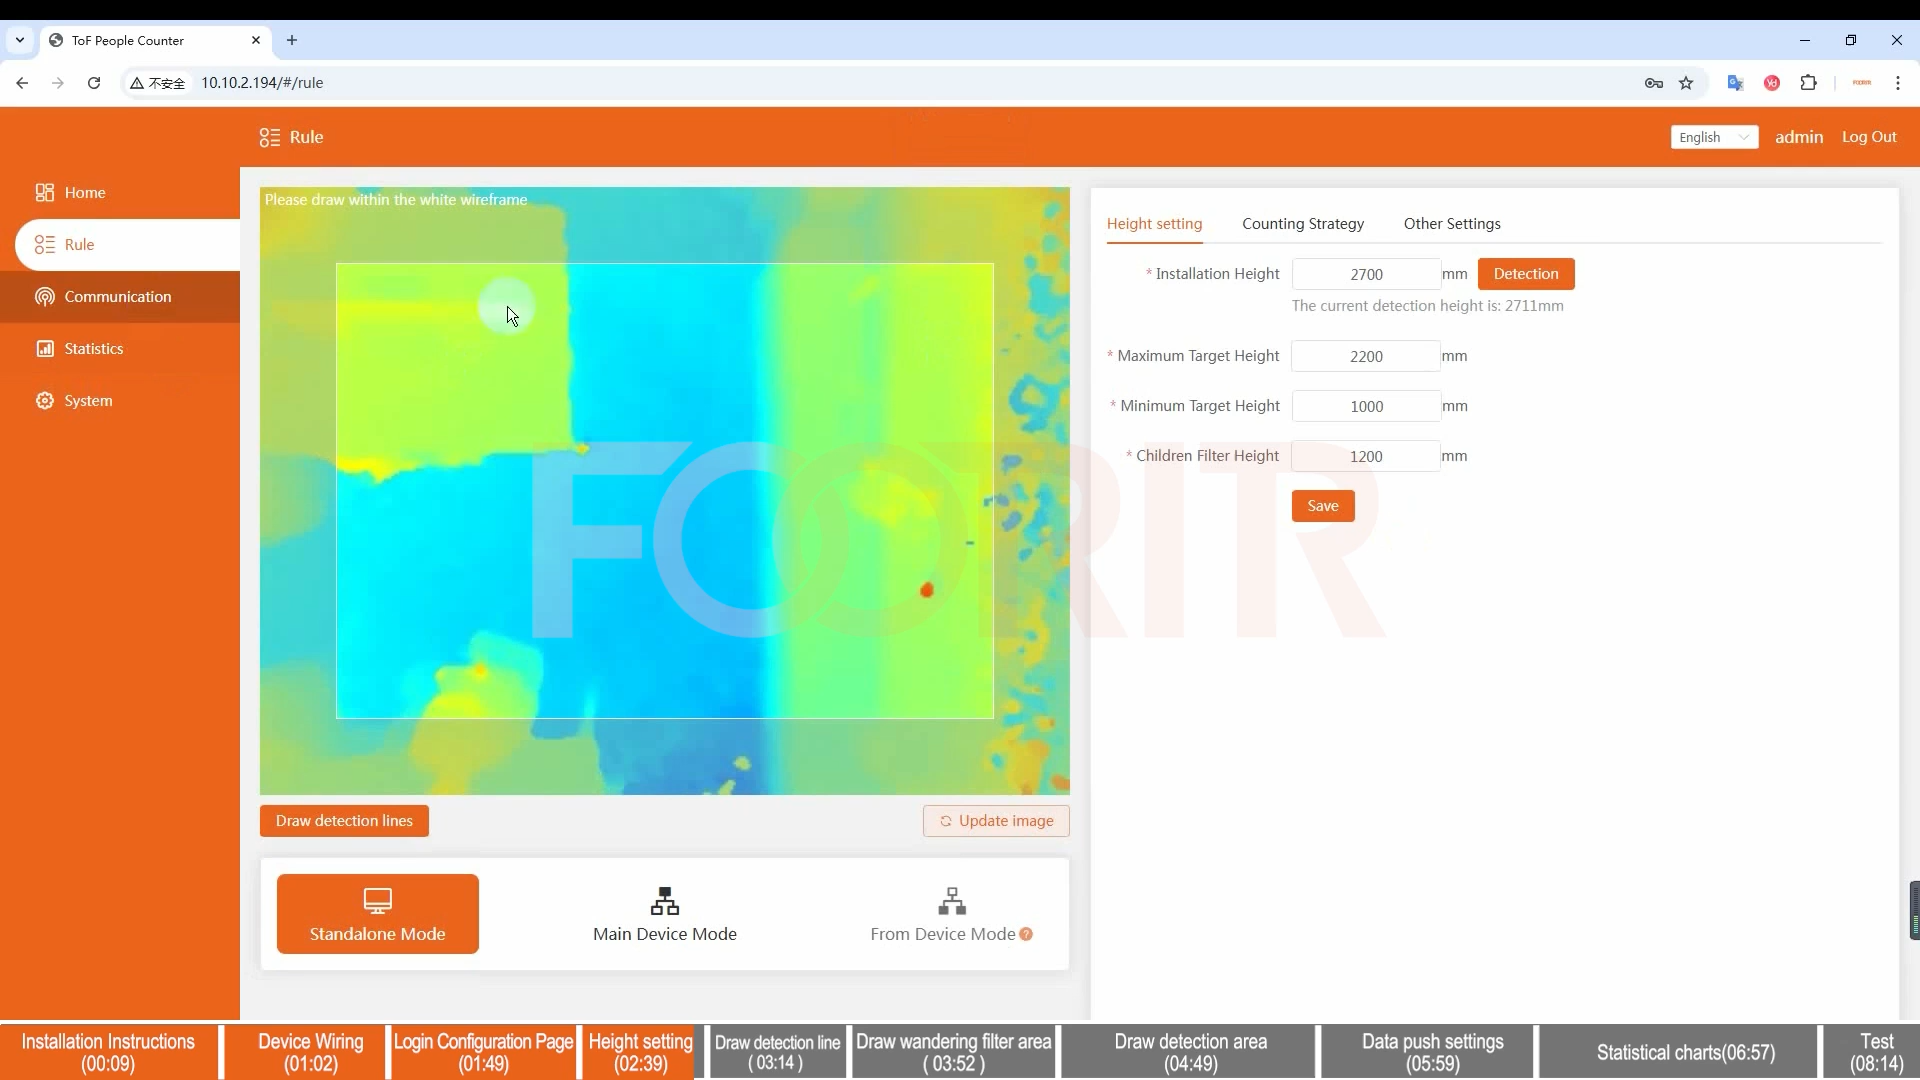 ToF People Counter
不安全
10.10.2.194/#/rule
Rule
English
admin
Log Out
Home
Rule
Communication
Statistics
System
Please draw within the white wireframe
Height setting
Counting Strategy
Other Settings
* Installation Height
2700
mm
Detection
The current detection height is: 2711mm
* Maximum Target Height
2200
mm
* Minimum Target Height
1000
mm
* Children Filter Height
1200
mm
Save
FOORIR
Draw detection lines
Update image
Standalone Mode
Main Device Mode
From Device Mode
?
Installation Instructions
(00:09)
Device Wiring
(01:02)
Login Configuration Page
(01:49)
Height setting
(02:39)
Draw detection line
( 03:14 )
Draw wandering filter area
( 03:52 )
Draw detection area
(04:49)
Data push settings
(05:59)
Statistical charts(06:57)
Test
(08:14)